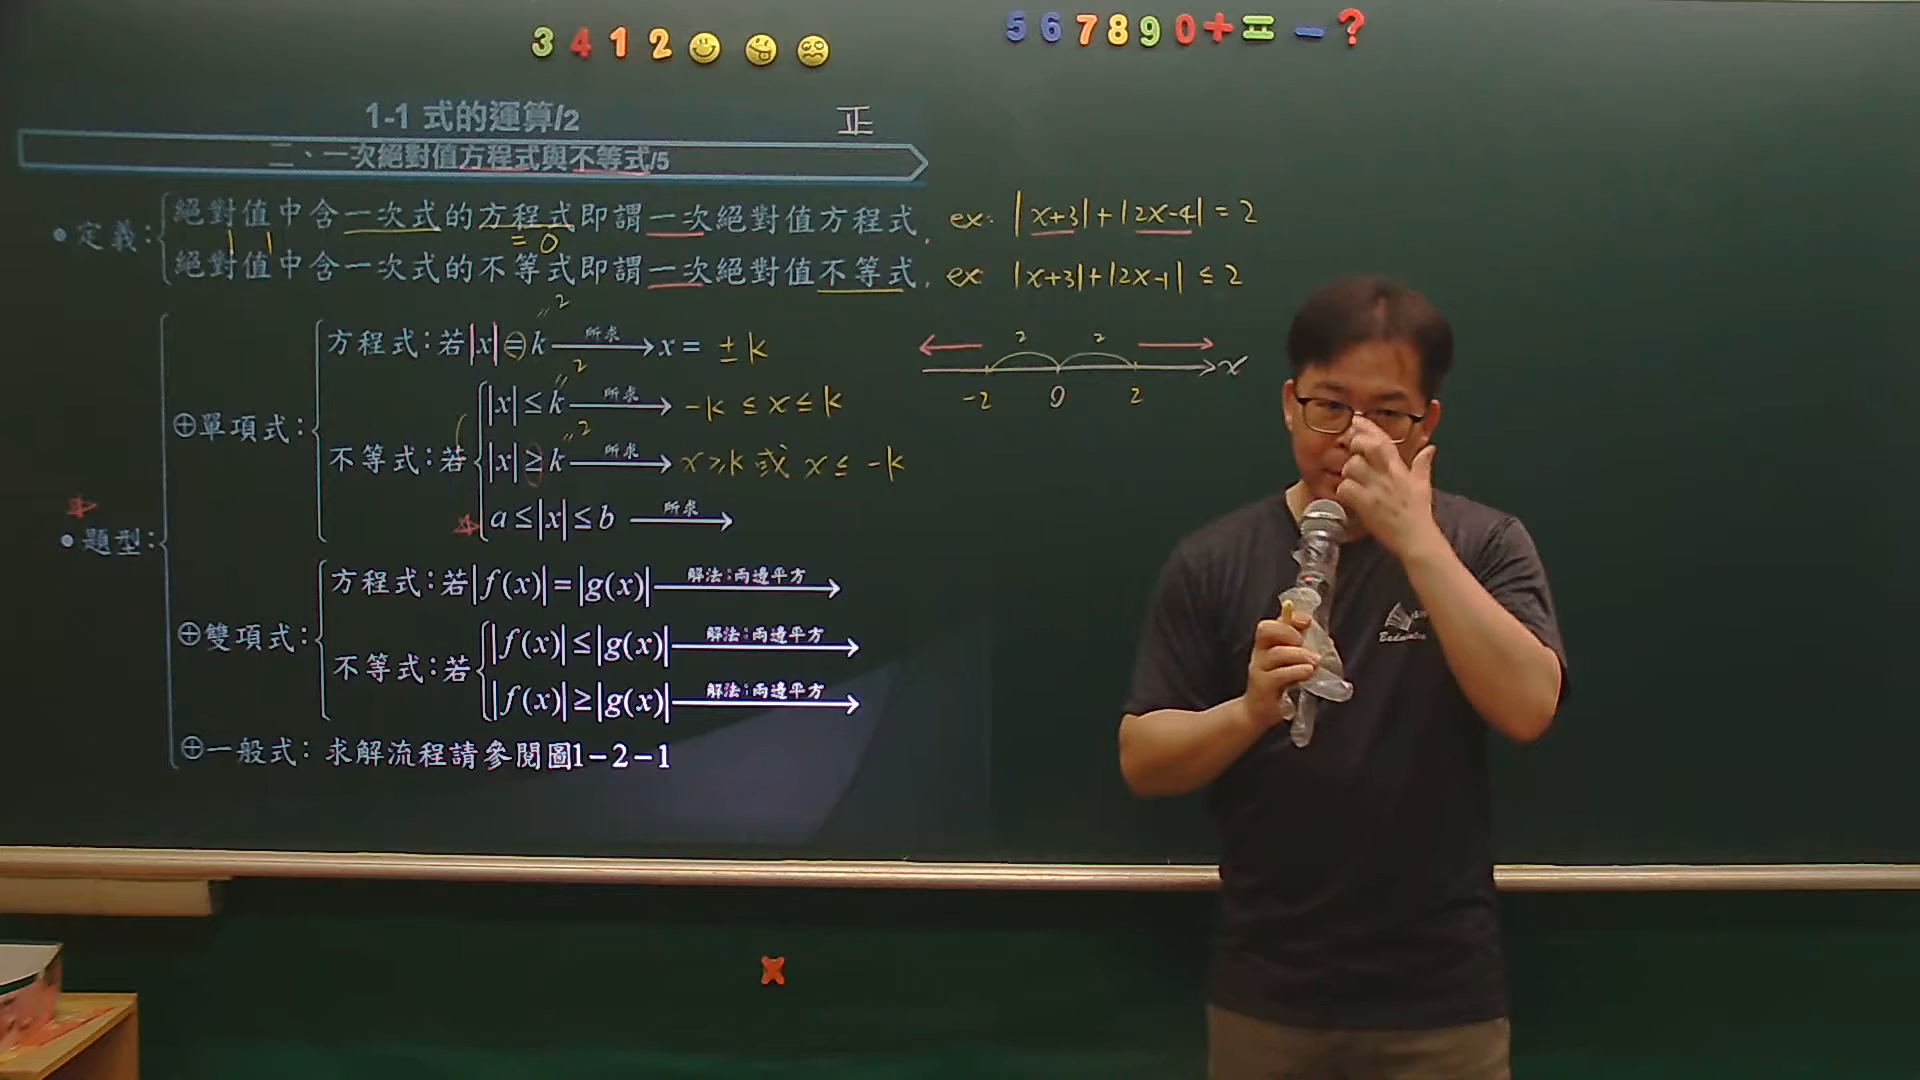 3 4 1 2
5 6 7 8 9 0 + = − ?
1-1 式的運算/2
正
二、一次絕對值方程式與不等式/5
• 定義：
絕對值中含一次式的方程式即謂一次絕對值方程式. ex: |x+3|+|2x-4| = 2
| | = 0
絕對值中含一次式的不等式即謂一次絕對值不等式. ex: |x+3|+|2x-1| ≤ 2
• 題型：
⊕單項式：
2
方程式：若|x| = k 所求 x = ± k
2
不等式：若
|x| ≤ k 所求 -k ≤ x ≤ k
2
|x| ≥ k 所求 x ≥ k 或 x ≤ -k
a ≤ |x| ≤ b 所求
2 2
x
-2 0 2
⊕雙項式：
方程式：若|f(x)| = |g(x)| 解法：兩邊平方
不等式：若
|f(x)| ≤ |g(x)| 解法：兩邊平方
|f(x)| ≥ |g(x)| 解法：兩邊平方
⊕一般式：求解流程請參閱圖1-2-1
Badminton
x